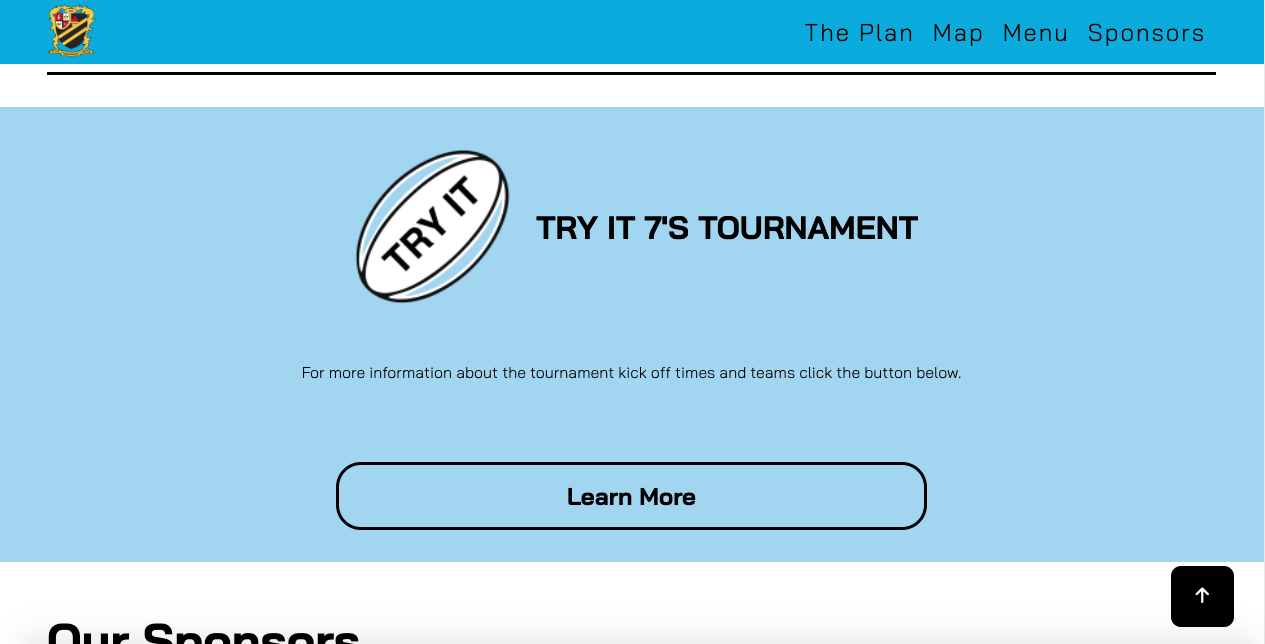 The Plan Map Menu Sponsors
TRY IT
TRY IT 7'S TOURNAMENT
For more information about the tournament kick off times and teams click the button below.
Learn More
Our Sponsors